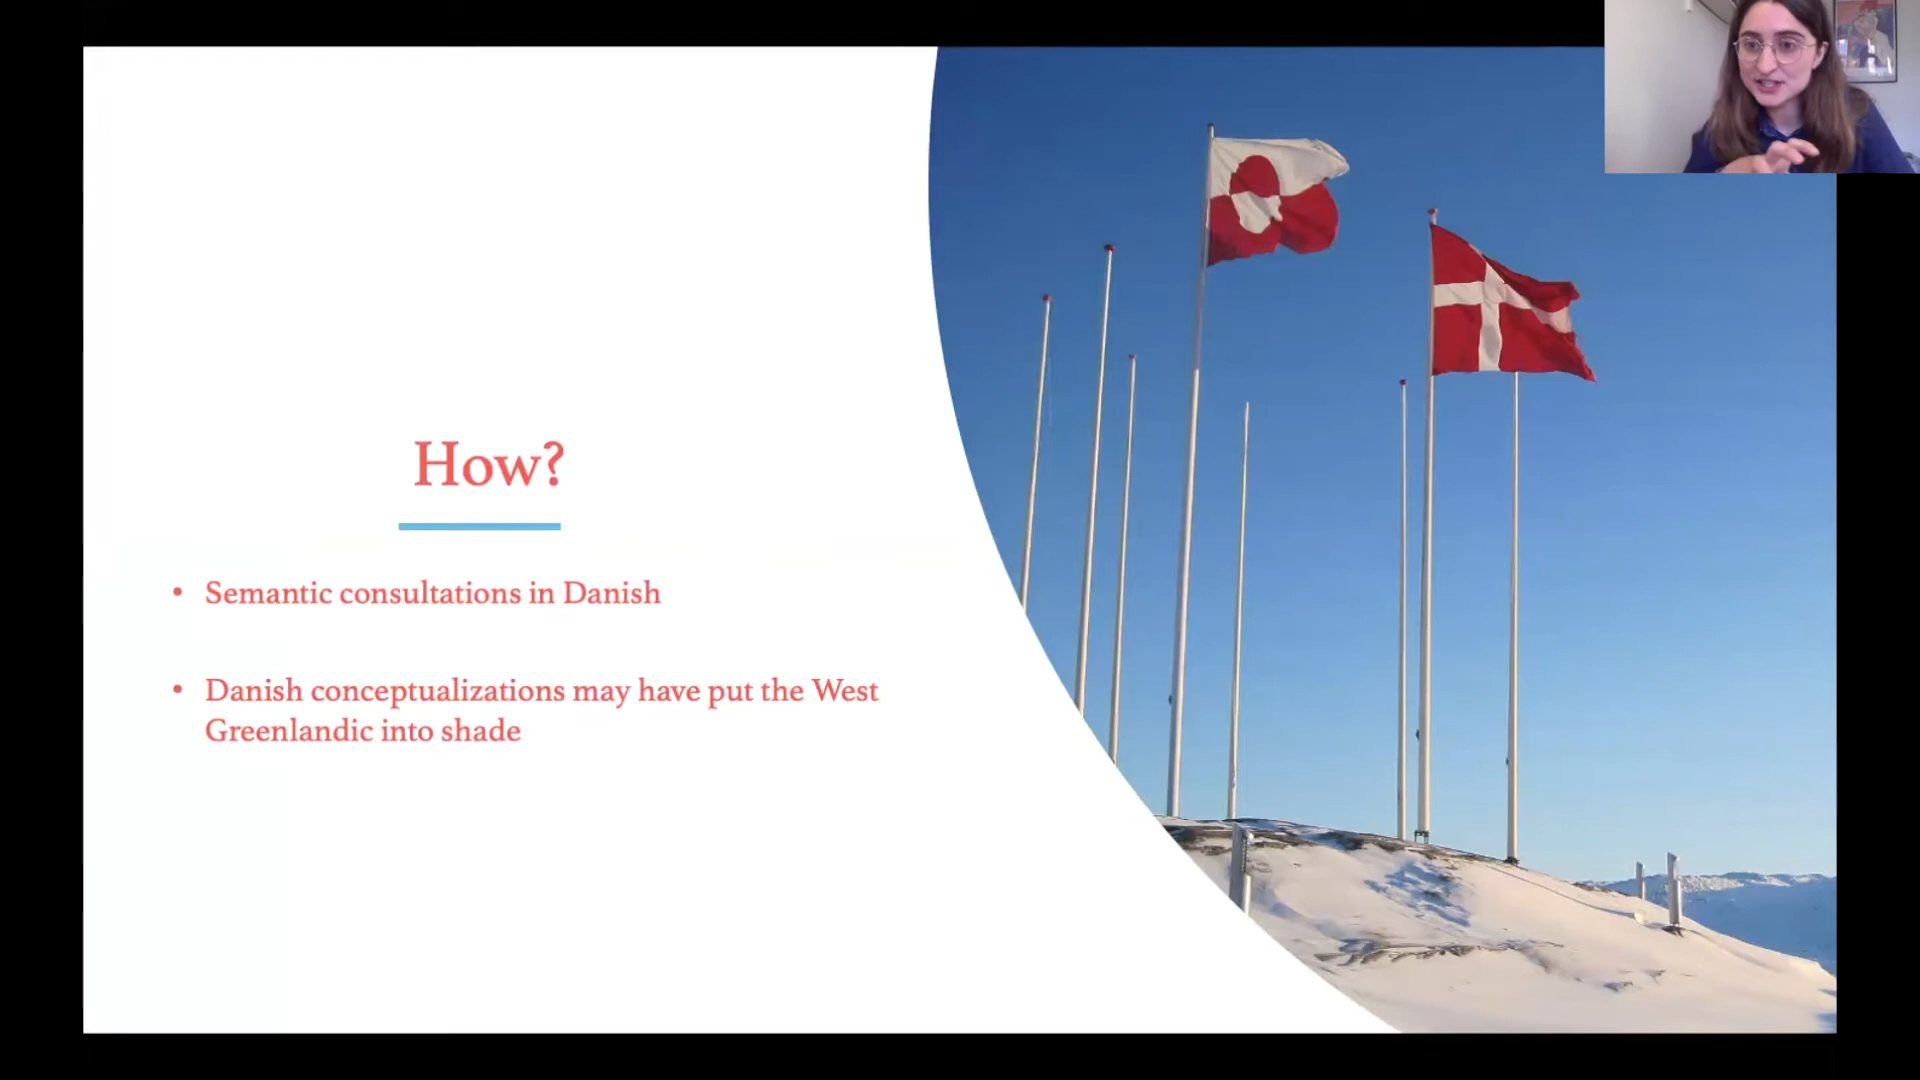 How?
• Semantic consultations in Danish
• Danish conceptualizations may have put the West
Greenlandic into shade